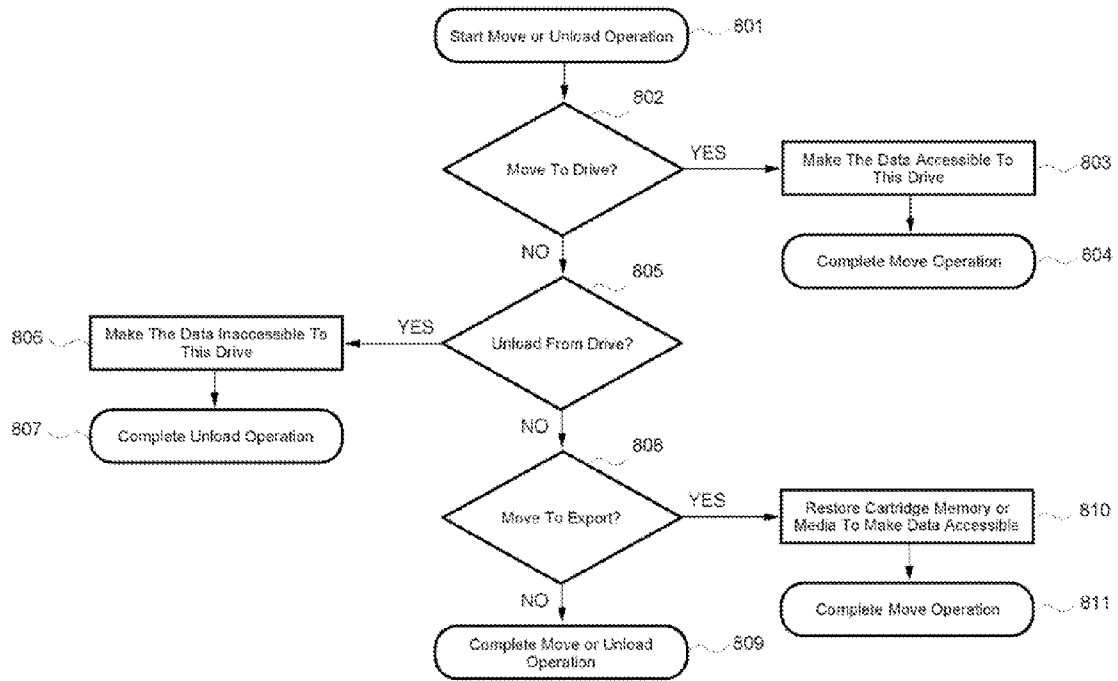 Start Move or Unload Operation
801
802
Move To Drive?
YES
Make The Data Accessible To
This Drive
803
NO
Complete Move Operation
804
805
806
Make The Data Inaccessible To
This Drive
YES
Unload From Drive?
807
Complete Unload Operation
NO
808
Move To Export?
YES
Restore Cartridge Memory or
Media To Make Data Accessible
810
NO
Complete Move Operation
811
Complete Move or Unload
Operation
809